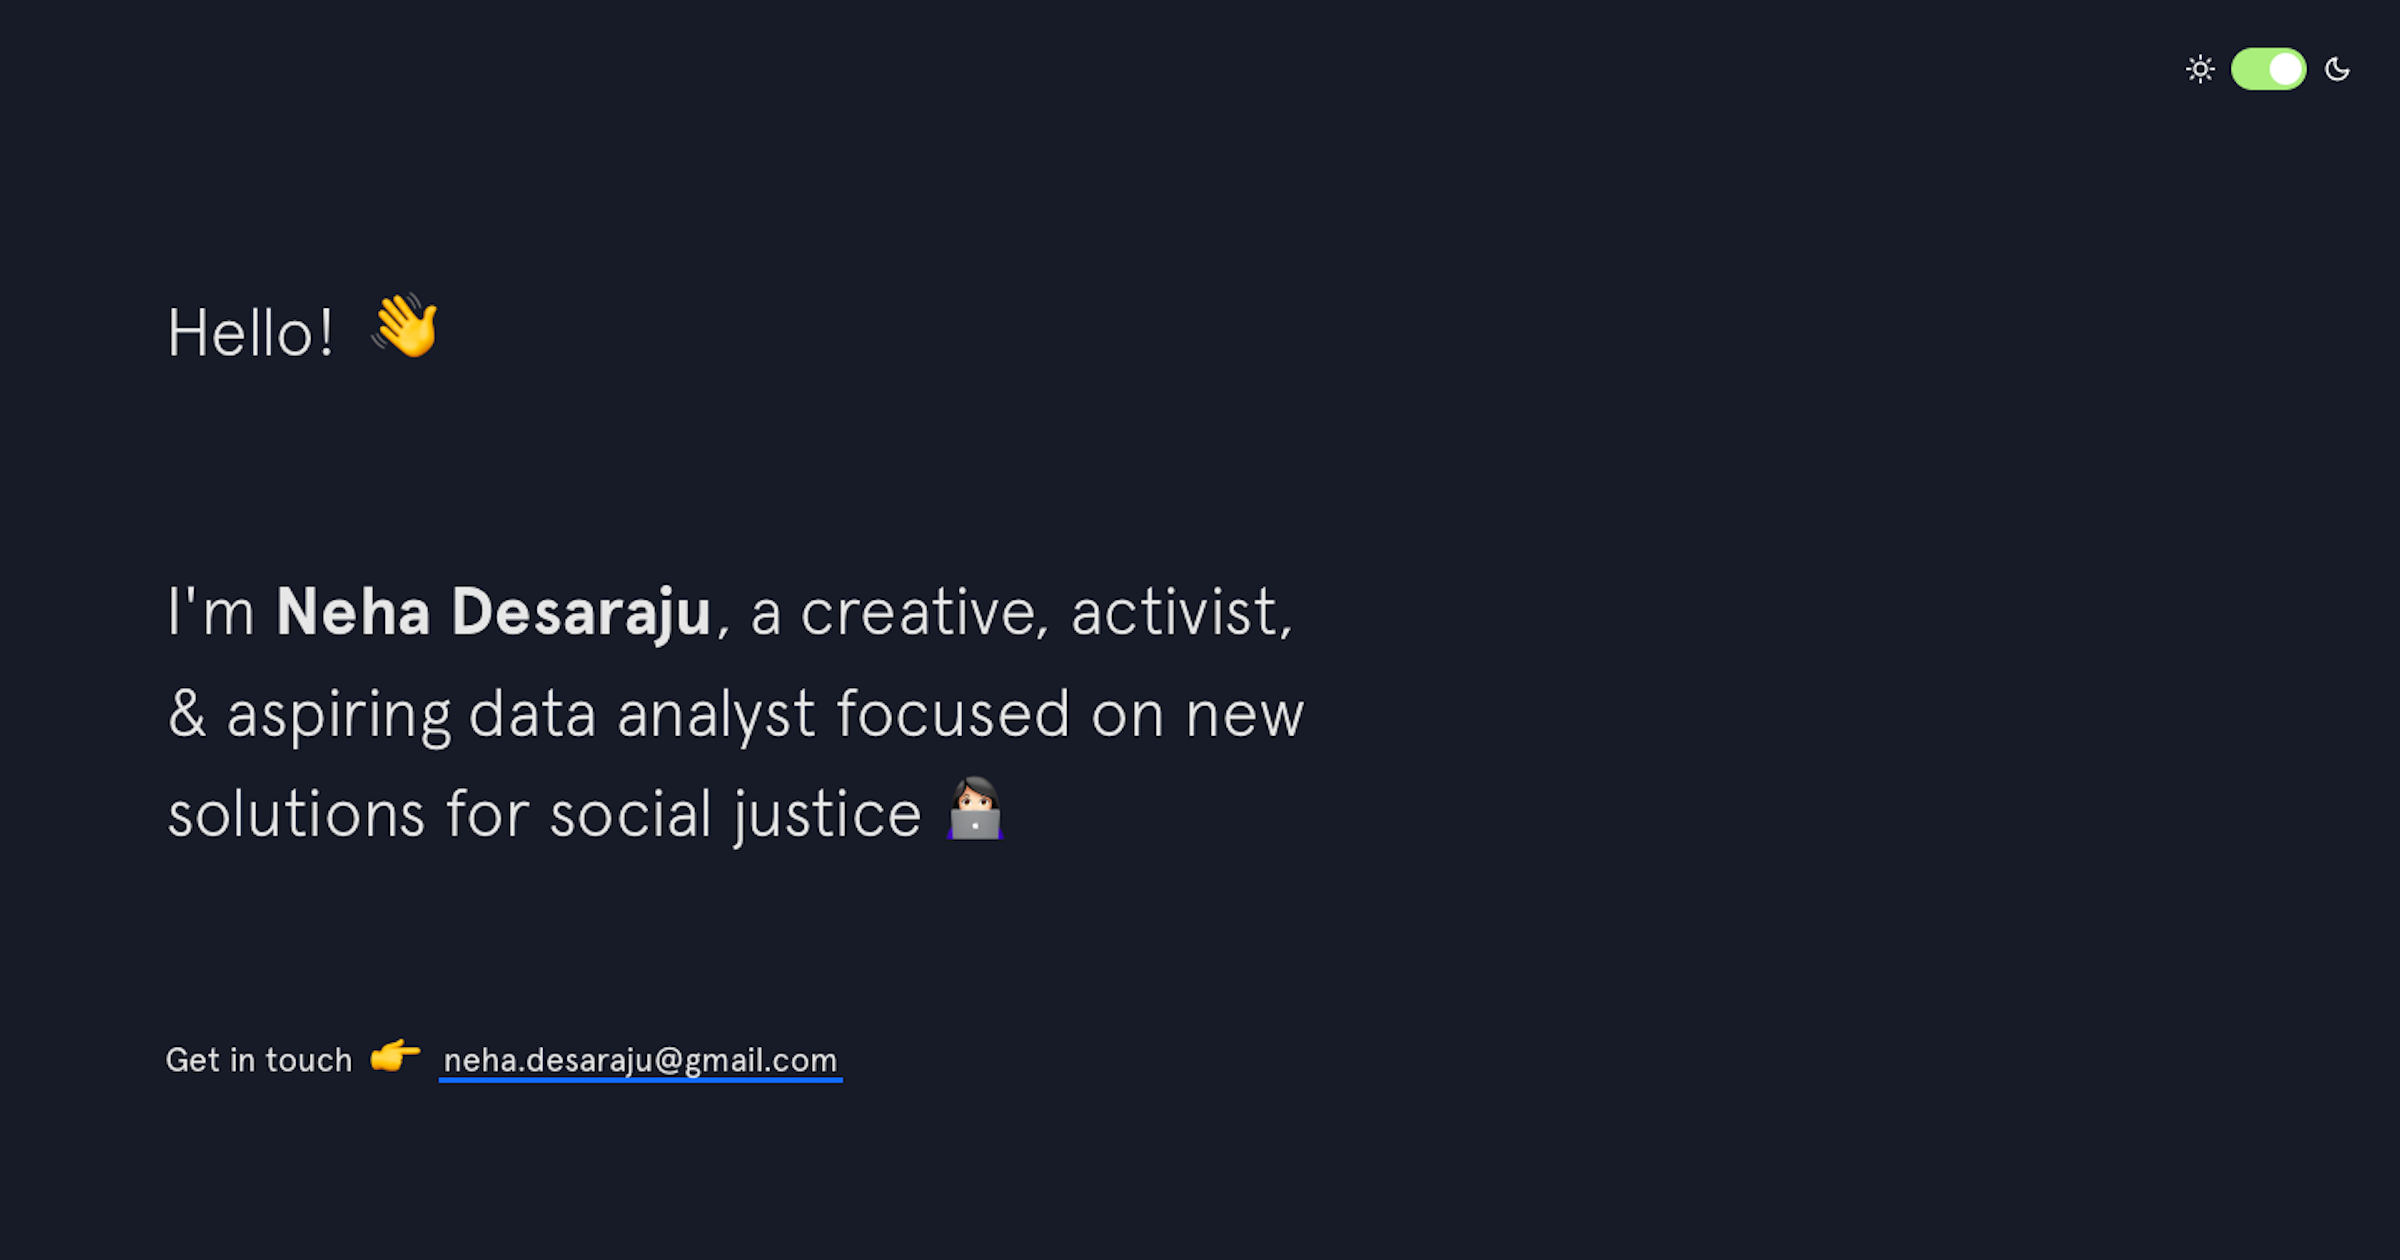 Hello! 👋
I'm Neha Desaraju, a creative, activist,
& aspiring data analyst focused on new
solutions for social justice 👩🏻‍💻
Get in touch 👉 neha.desaraju@gmail.com